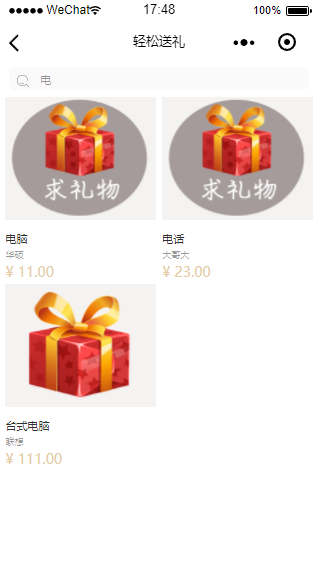 ●●●●● WeChat 17:48 100%
轻松送礼
电
求礼物 求礼物
电脑 电话
华硕 大哥大
¥ 11.00 ¥ 23.00
台式电脑
联想
¥ 111.00